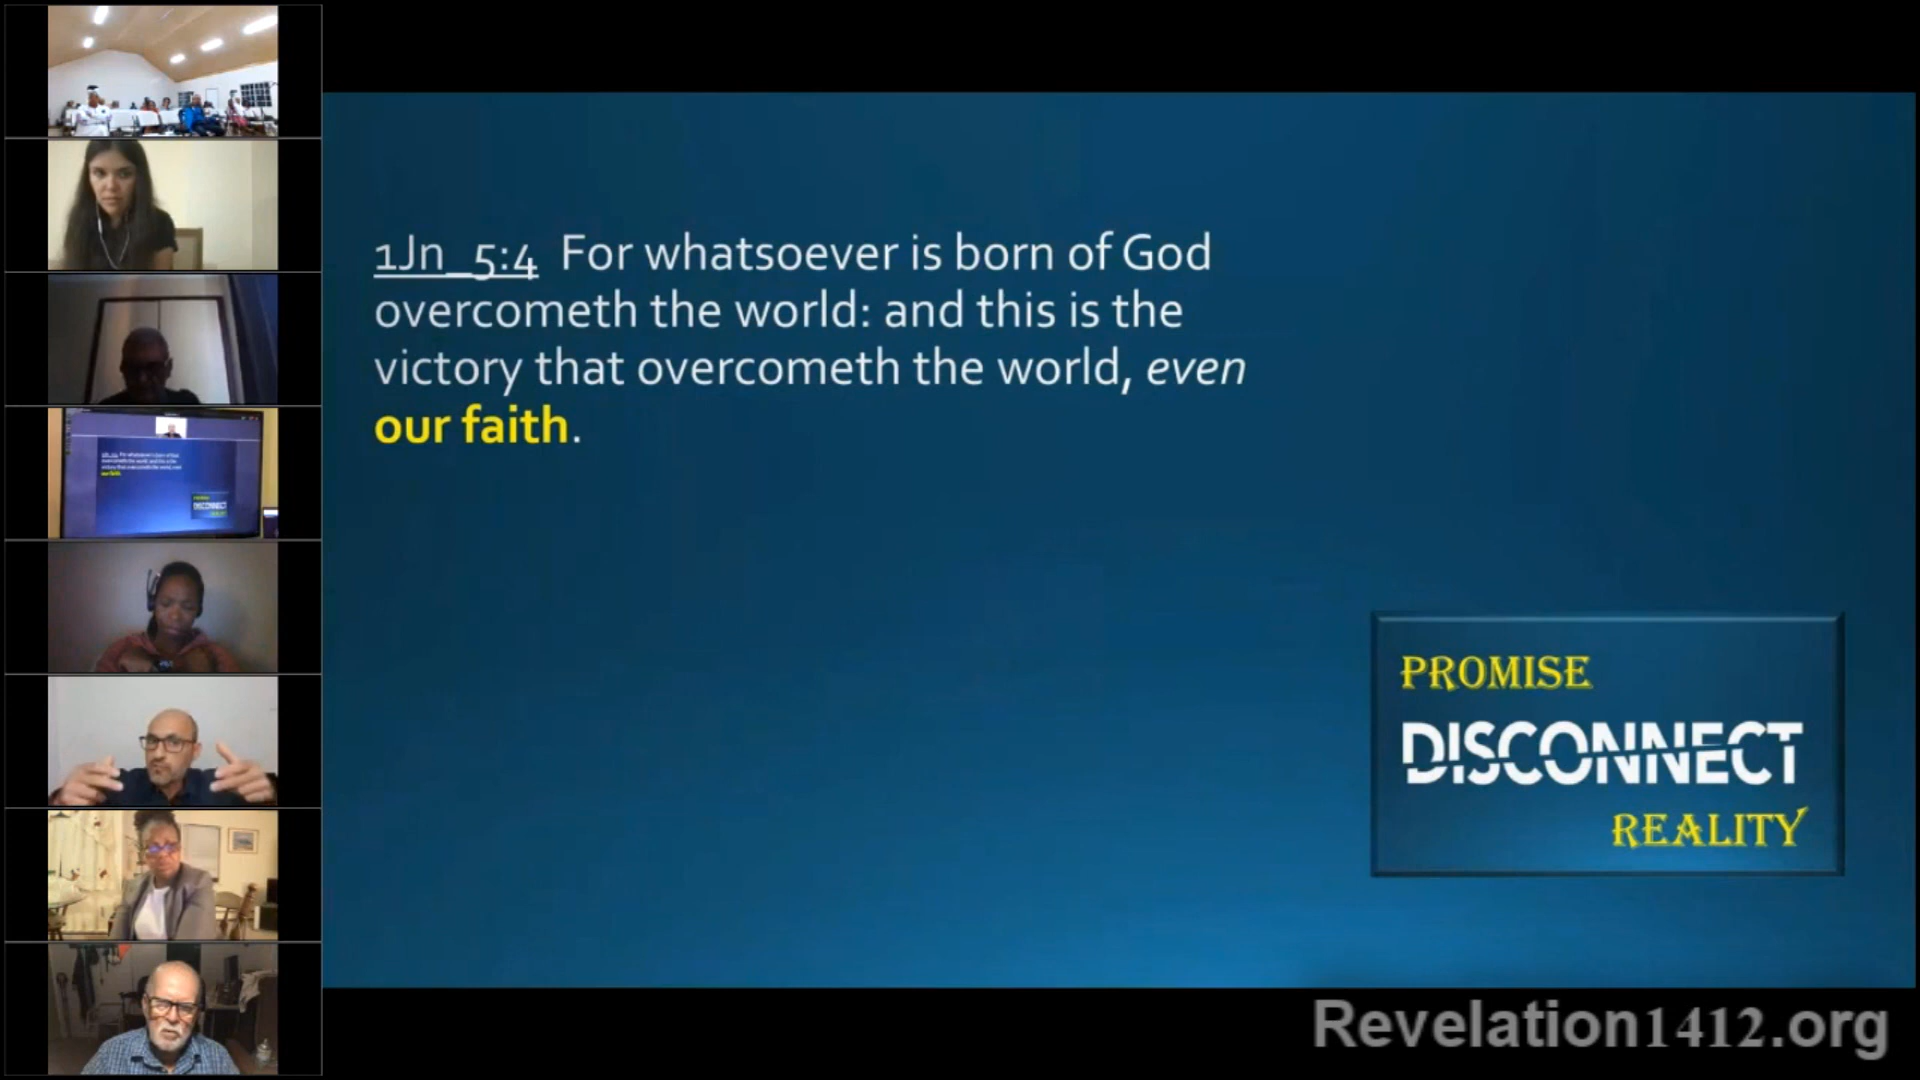 1Jn_5:4 For whatsoever is born of God
overcometh the world: and this is the
victory that overcometh the world, even
our faith.
PROMISE
DISCONNECT
REALITY
Revelation1412.org